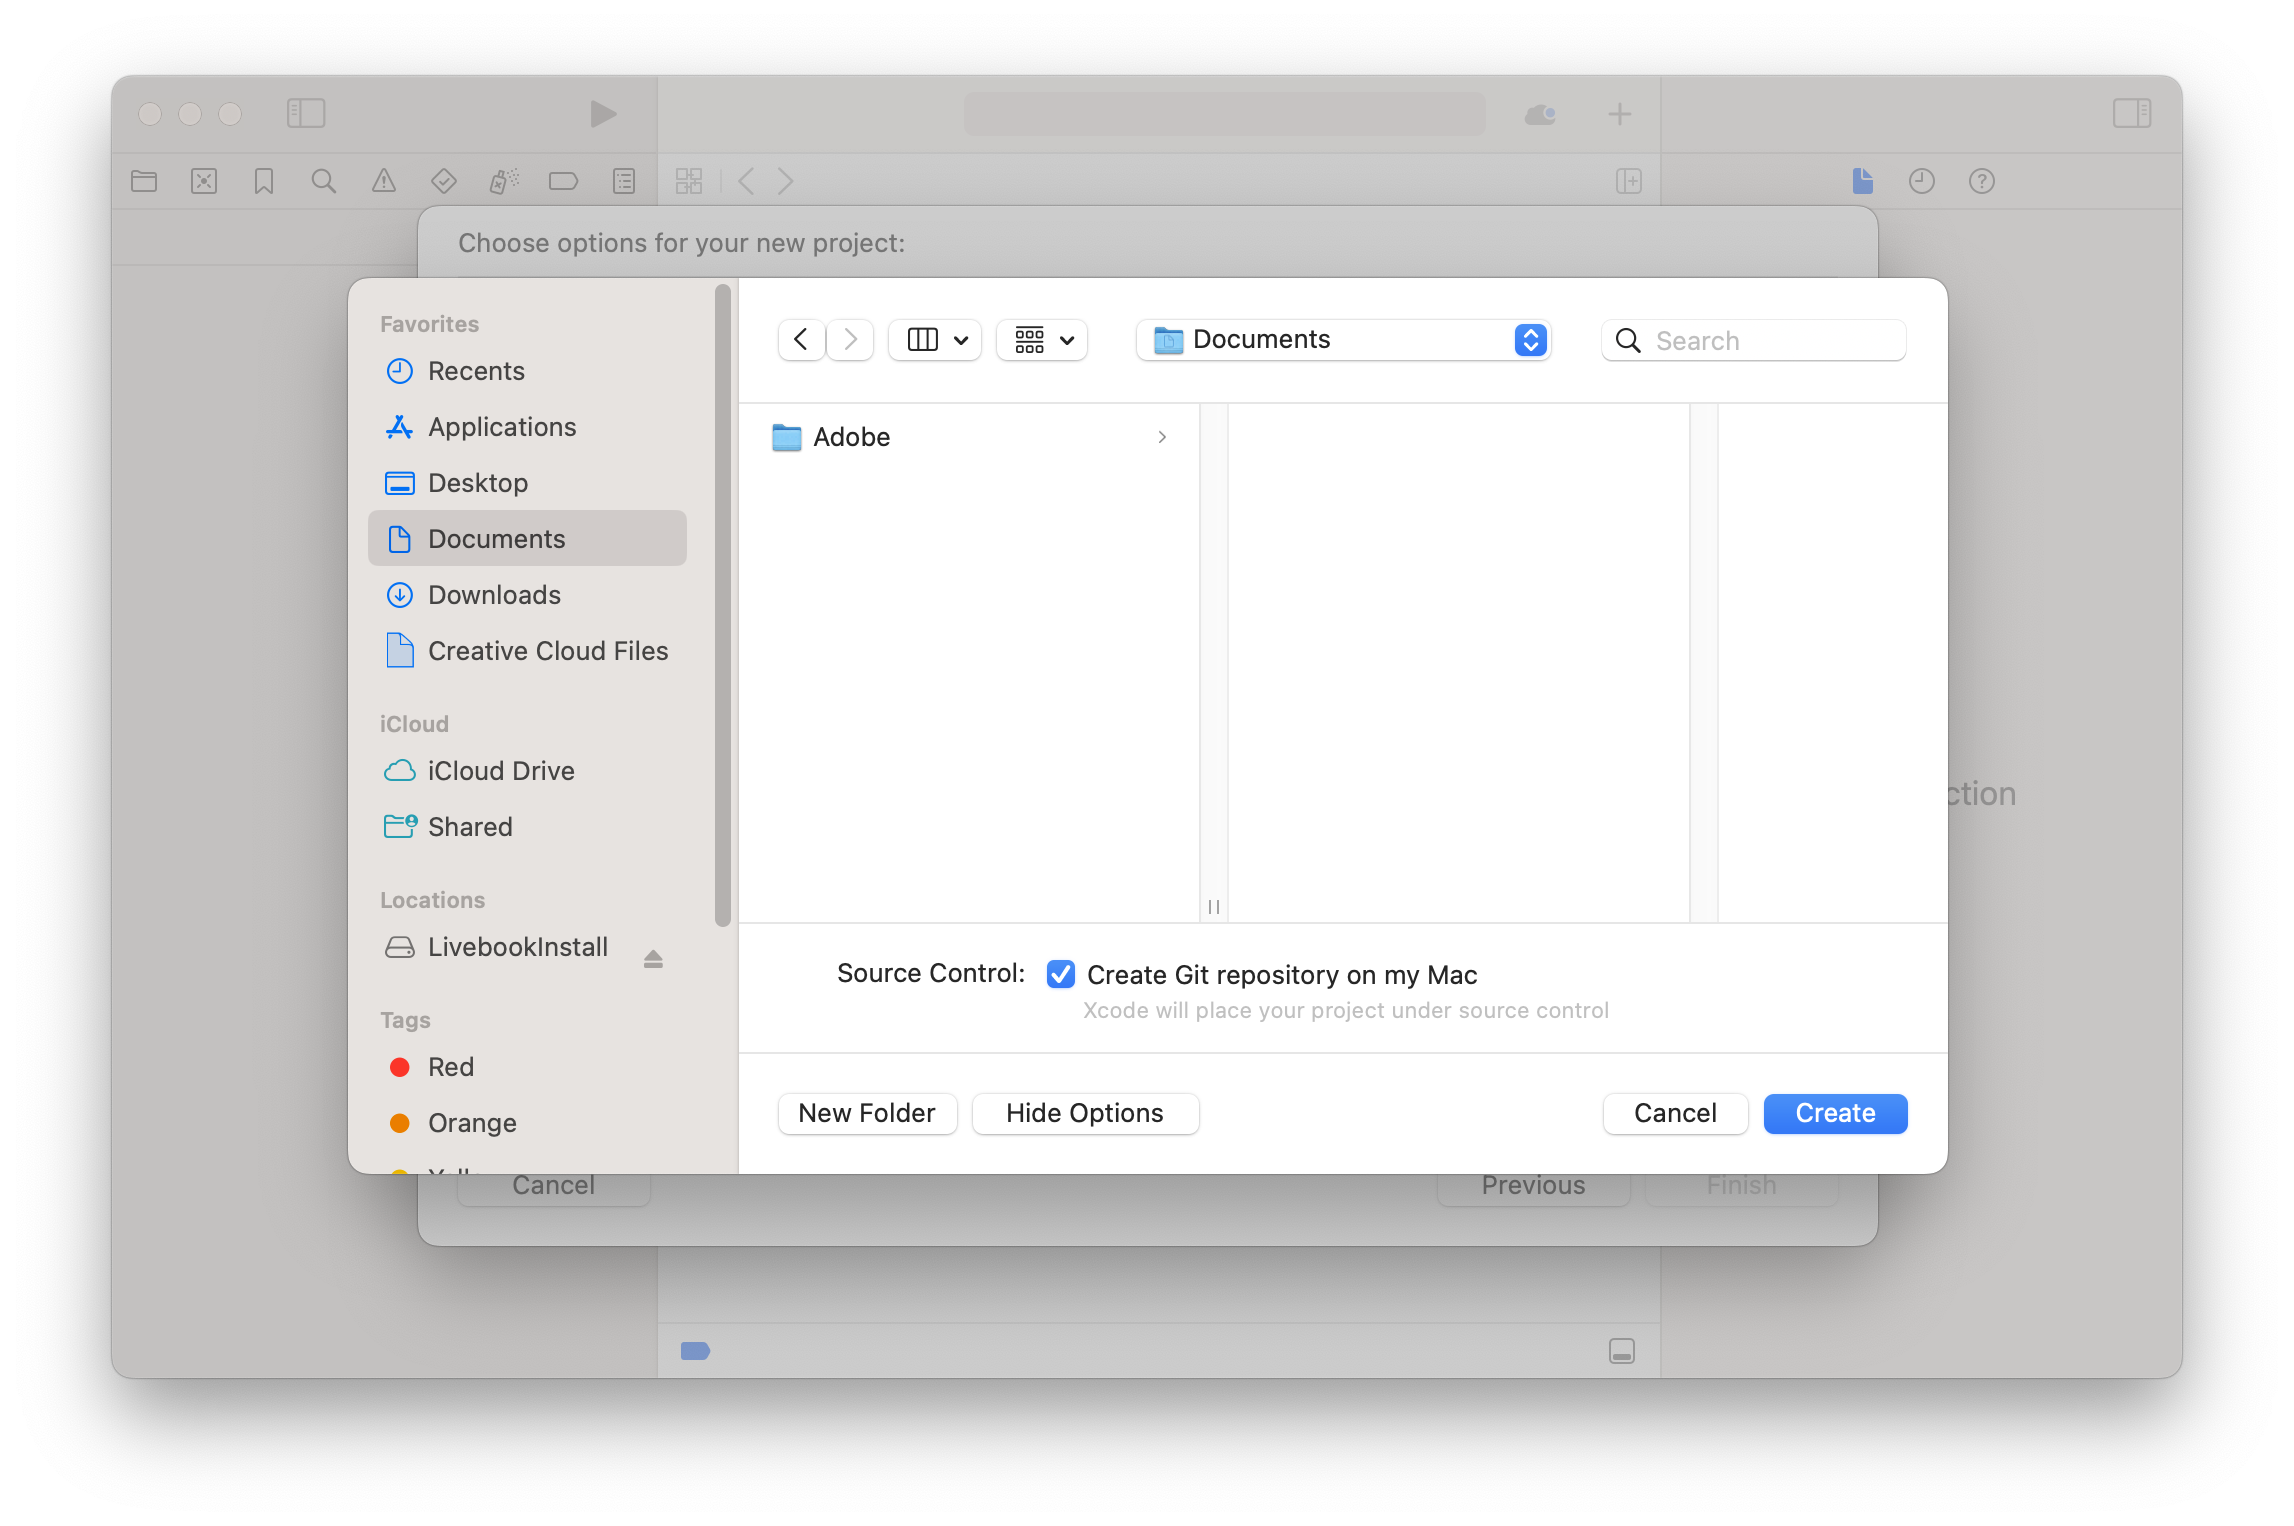 Choose options for your new project:
Favorites
Recents
Applications
Desktop
Documents
Downloads
Creative Cloud Files
iCloud
iCloud Drive
Shared
Locations
LivebookInstall
Tags
Red
Orange
Documents
Search
Adobe
ction
Source Control:
Create Git repository on my Mac
Xcode will place your project under source control
New Folder
Hide Options
Cancel
Create
Cancel
Previous
Finish